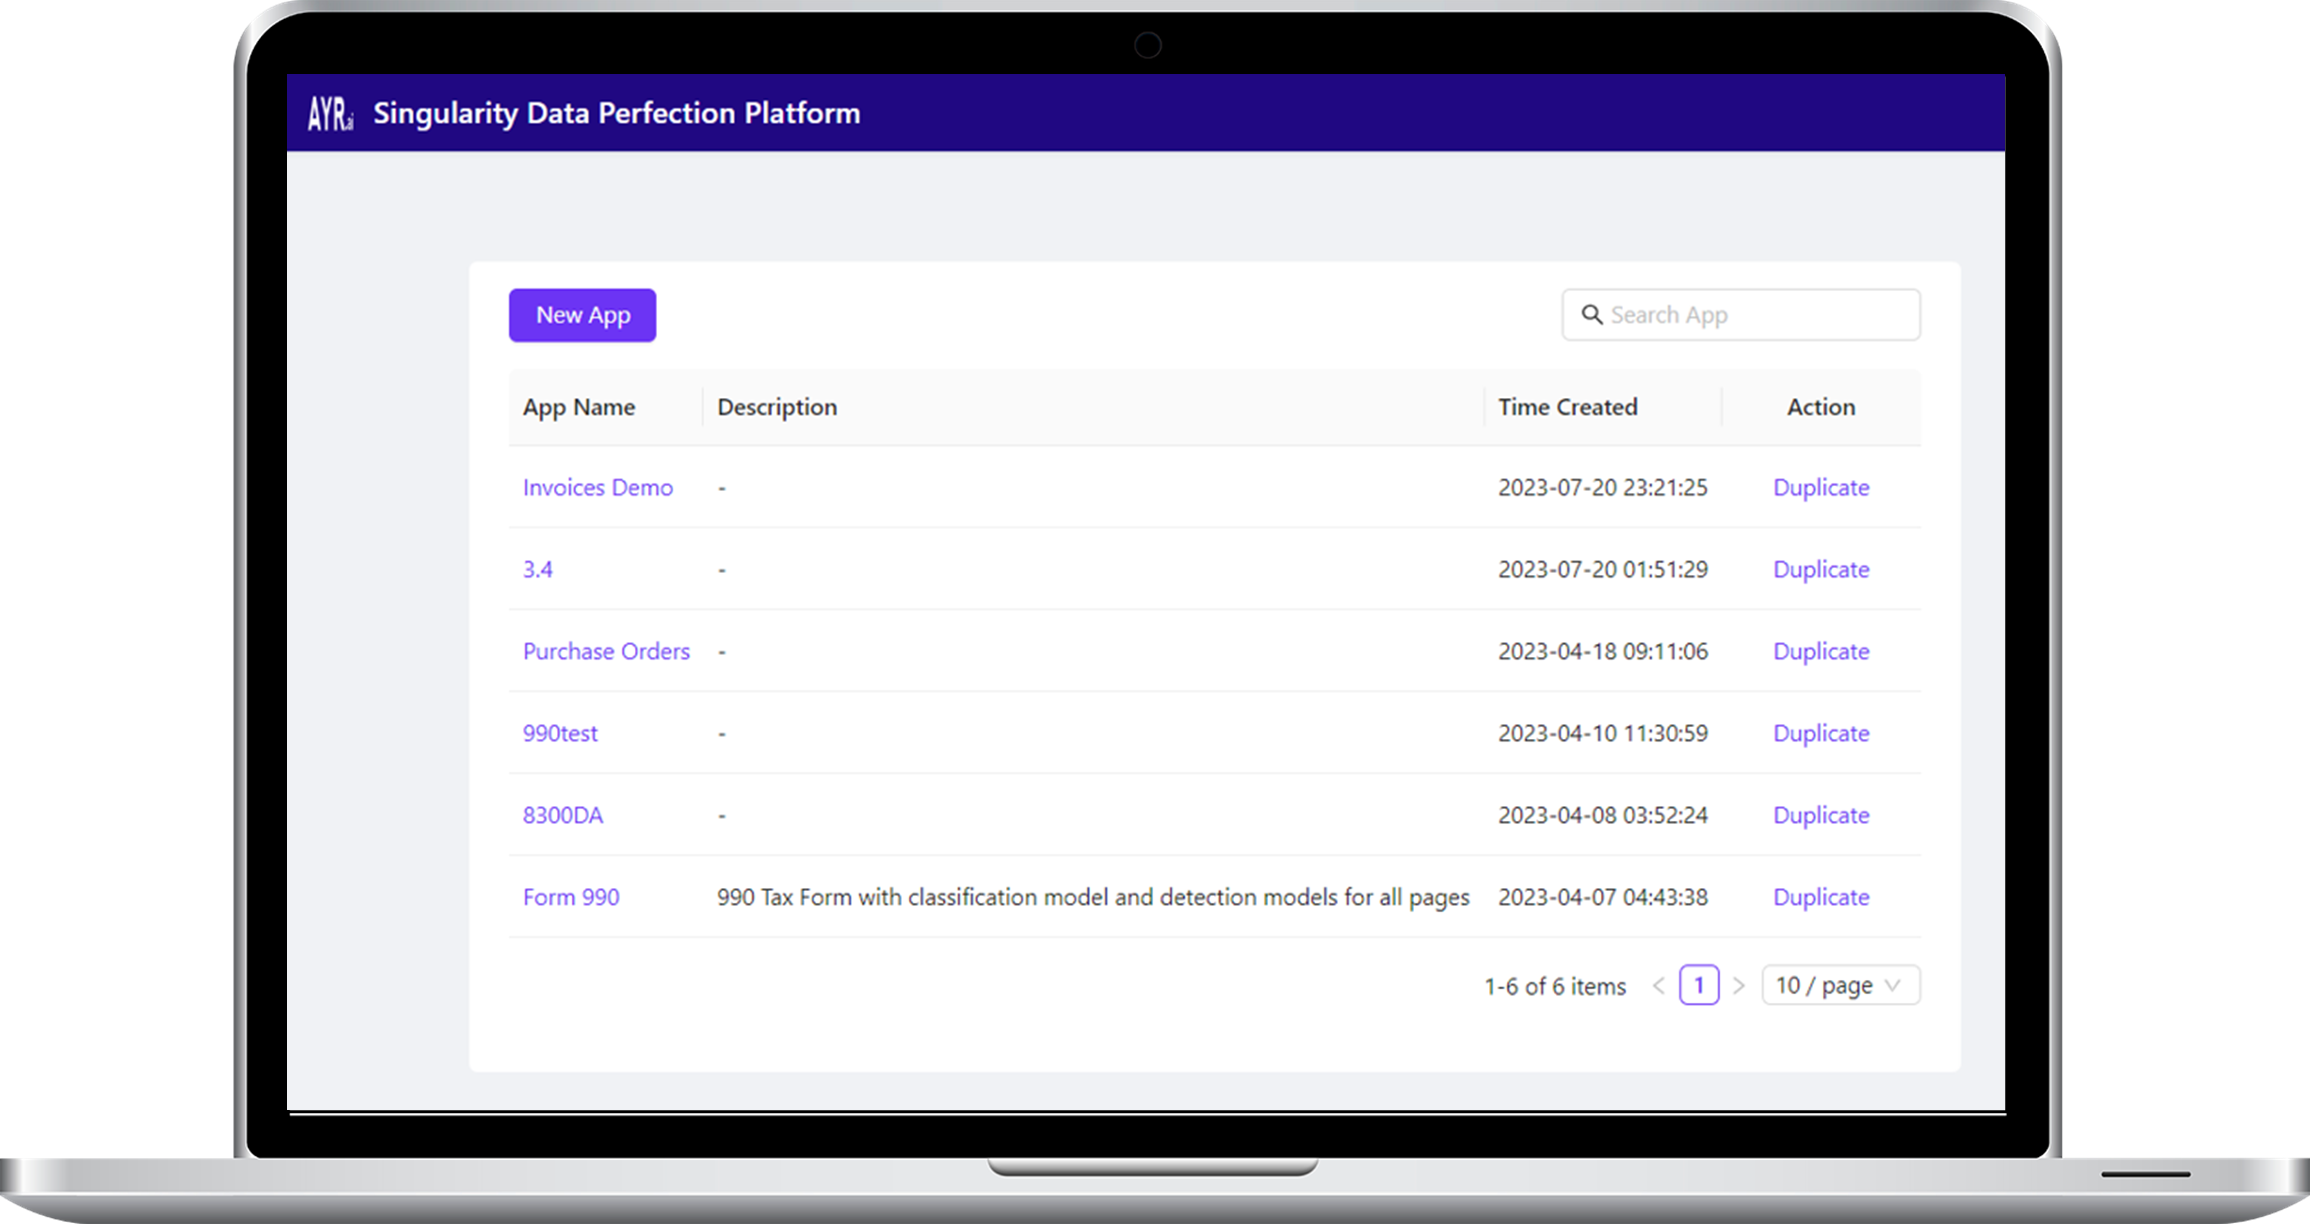 AYR.ai Singularity Data Perfection Platform
New App
Search App
App Name Description Time Created Action
Invoices Demo - 2023-07-20 23:21:25 Duplicate
3.4 - 2023-07-20 01:51:29 Duplicate
Purchase Orders - 2023-04-18 09:11:06 Duplicate
990test - 2023-04-10 11:30:59 Duplicate
8300DA - 2023-04-08 03:52:24 Duplicate
Form 990 990 Tax Form with classification model and detection models for all pages 2023-04-07 04:43:38 Duplicate
1-6 of 6 items < 1 > 10 / page